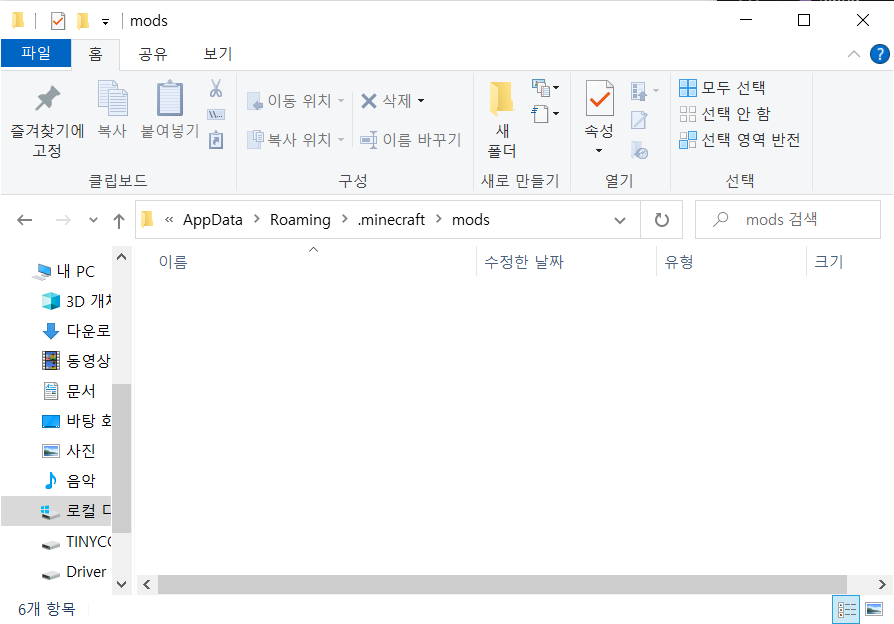 mods
파일 홈 공유 보기
즐겨찾기에 고정
복사
붙여넣기
클립보드
이동 위치
복사 위치
삭제
이름 바꾸기
구성
새 폴더
새로 만들기
속성
열기
모두 선택
선택 안 함
선택 영역 반전
선택
« AppData > Roaming > .minecraft > mods
mods 검색
이름 수정한 날짜 유형 크기
내 PC
3D 개
다운로
동영상
문서
바탕
사진
음악
로컬
TINYCO
Driver
6개 항목